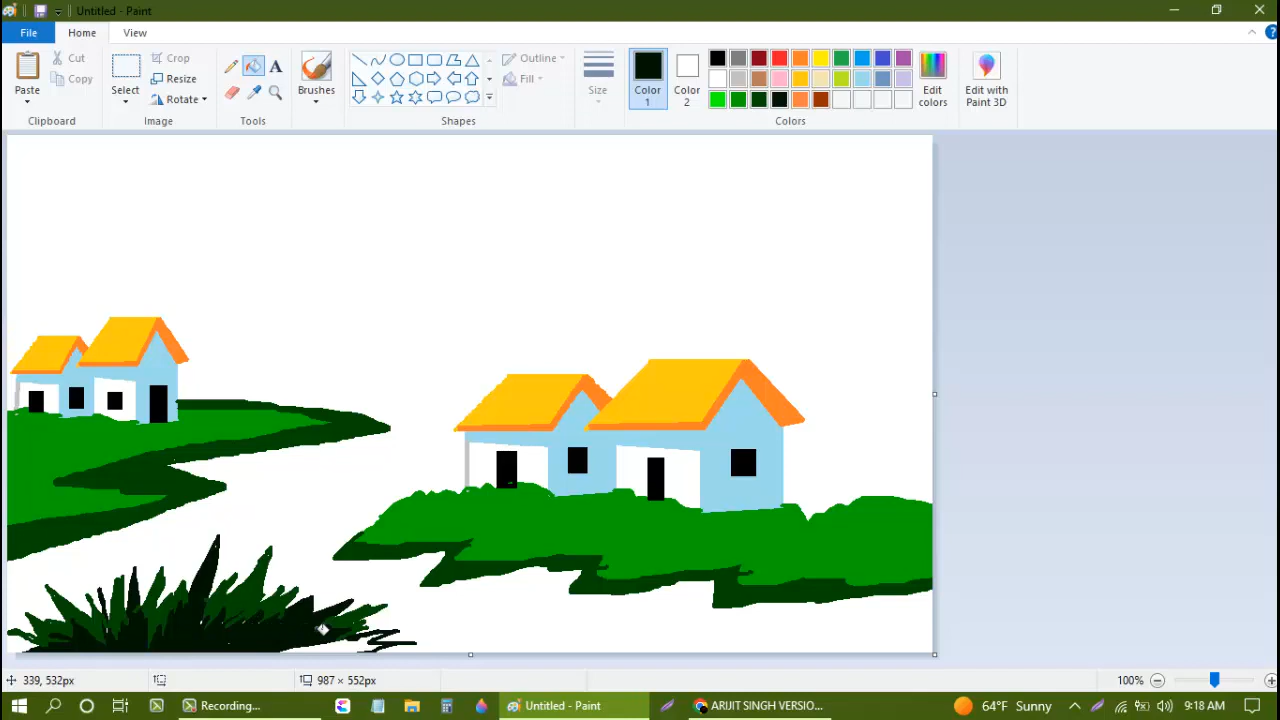 Untitled - Paint
File
Home
View
Paste
Cut
Copy
Clipboard
Select
Crop
Resize
Rotate
Image
A
Tools
Brushes
Shapes
Outline
Fill
Size
Color 1
Color 2
Colors
Edit colors
Edit with Paint 3D
339, 532px
987 × 552px
100%
Recording...
Untitled - Paint
ARIJIT SINGH VERSIO...
64°F Sunny
9:18 AM